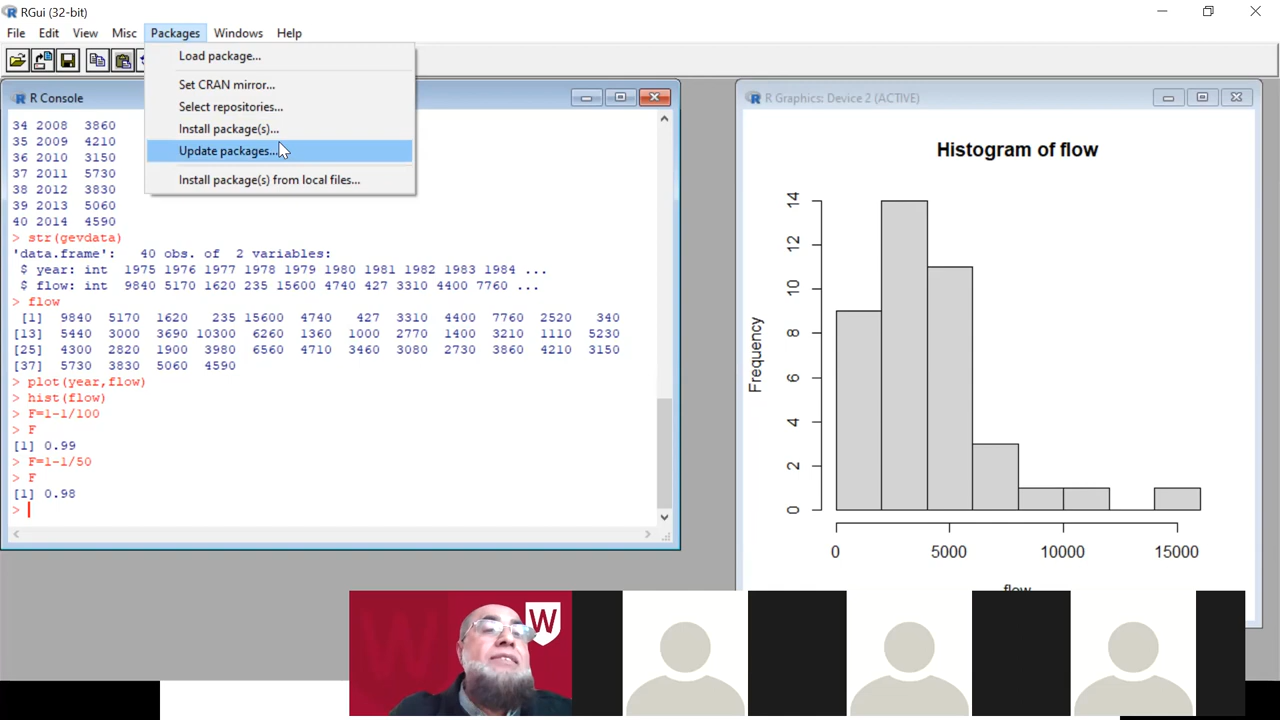 RGui (32-bit)
File Edit View Misc Packages Windows Help
Load package...
Set CRAN mirror...
Select repositories...
Install package(s)...
Update packages...
Install package(s) from local files...
R Console
34 2008 3860
35 2009 4210
36 2010 3150
37 2011 5730
38 2012 3830
39 2013 5060
40 2014 4590
> str(gevdata)
'data.frame': 40 obs. of 2 variables:
$ year: int 1975 1976 1977 1978 1979 1980 1981 1982 1983 1984 ...
$ flow: int 9840 5170 1620 235 15600 4740 427 3310 4400 7760 ...
> flow
[1] 9840 5170 1620 235 15600 4740 427 3310 4400 7760 2520 340
[13] 5440 3000 3690 10300 6260 1360 1000 2770 1400 3210 1110 5230
[25] 4300 2820 1900 3980 6560 4710 3460 3080 2730 3860 4210 3150
[37] 5730 3830 5060 4590
> plot(year,flow)
> hist(flow)
> F=1-1/100
> F
[1] 0.99
> F=1-1/50
> F
[1] 0.98
>
R Graphics: Device 2 (ACTIVE)
Histogram of flow
Frequency
14
12
10
8
6
4
2
0
0 5000 10000 15000
flow
W
W